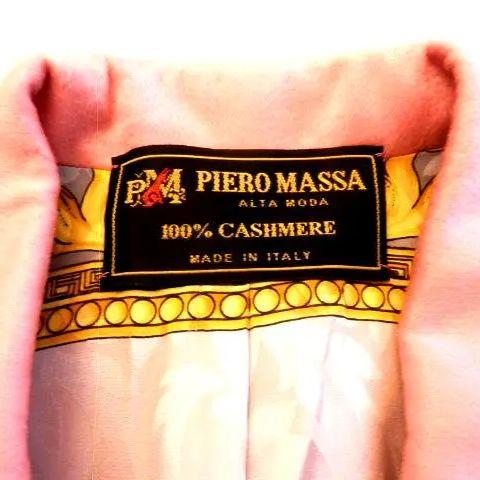 PM PIERO MASSA
ALTA MODA
100% CASHMERE
MADE IN ITALY